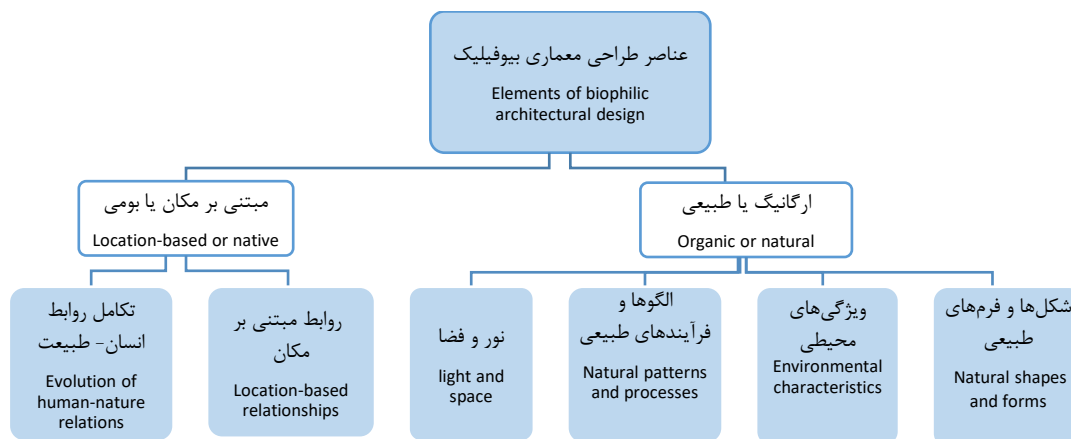 عناصر طراحی معماری بیوفیلیک
Elements of biophilic
architectural design
ارگانیگ یا طبیعی
Organic or natural
مبتنی بر مکان یا بومی
Location-based or native
شکل‌ها و فرم‌های
طبیعی
Natural shapes
and forms
ویژگی‌های
محیطی
Environmental
characteristics
الگوها و
فرآیندهای طبیعی
Natural patterns
and processes
نور و فضا
light and
space
روابط مبتنی بر
مکان
Location-based
relationships
تکامل روابط
انسان- طبیعت
Evolution of
human-nature
relations